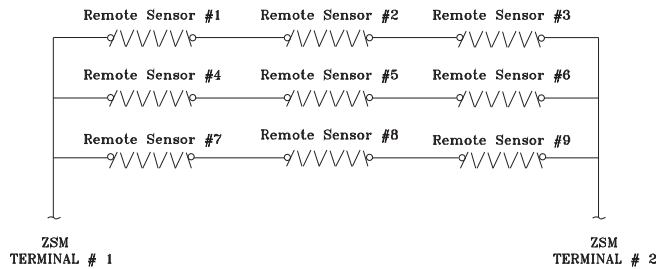 Remote Sensor #1
Remote Sensor #2
Remote Sensor #3
Remote Sensor #4
Remote Sensor #5
Remote Sensor #6
Remote Sensor #7
Remote Sensor #8
Remote Sensor #9
ZSM
TERMINAL # 1
ZSM
TERMINAL # 2